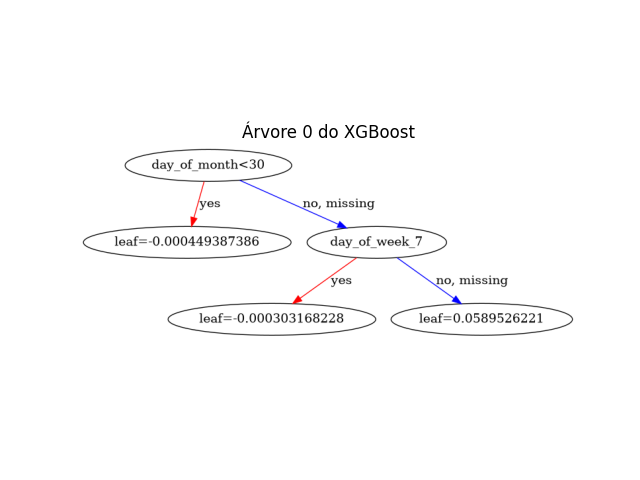 Árvore 0 do XGBoost
day_of_month<30
yes
no, missing
leaf=-0.000449387386
day_of_week_7
yes
no, missing
leaf=-0.000303168228
leaf=0.0589526221